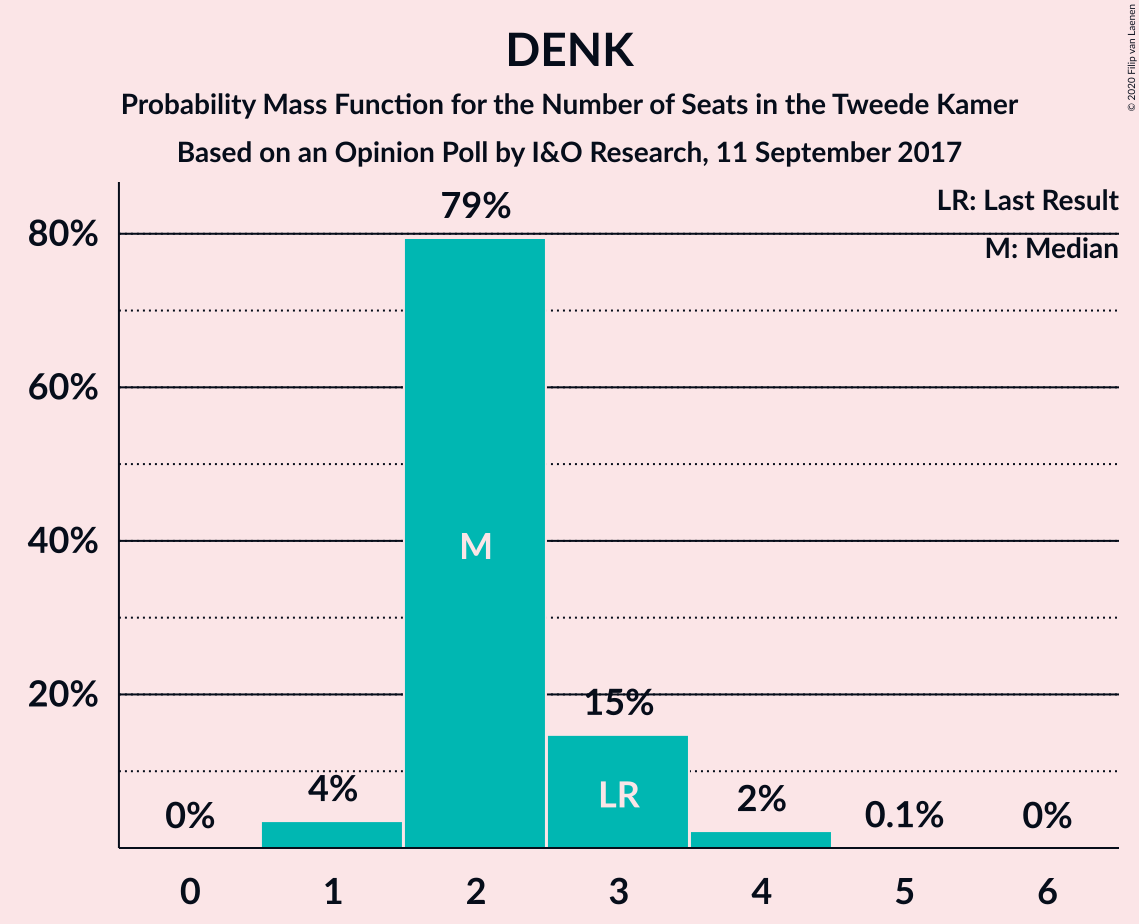 DENK
Probability Mass Function for the Number of Seats in the Tweede Kamer
Based on an Opinion Poll by I&O Research, 11 September 2017
© 2020 Filip van Laenen
LR: Last Result
M: Median
79%
80%
60%
40%
20%
M
15%
LR
0%
4%
2%
0.1%
0%
0 1 2 3 4 5 6